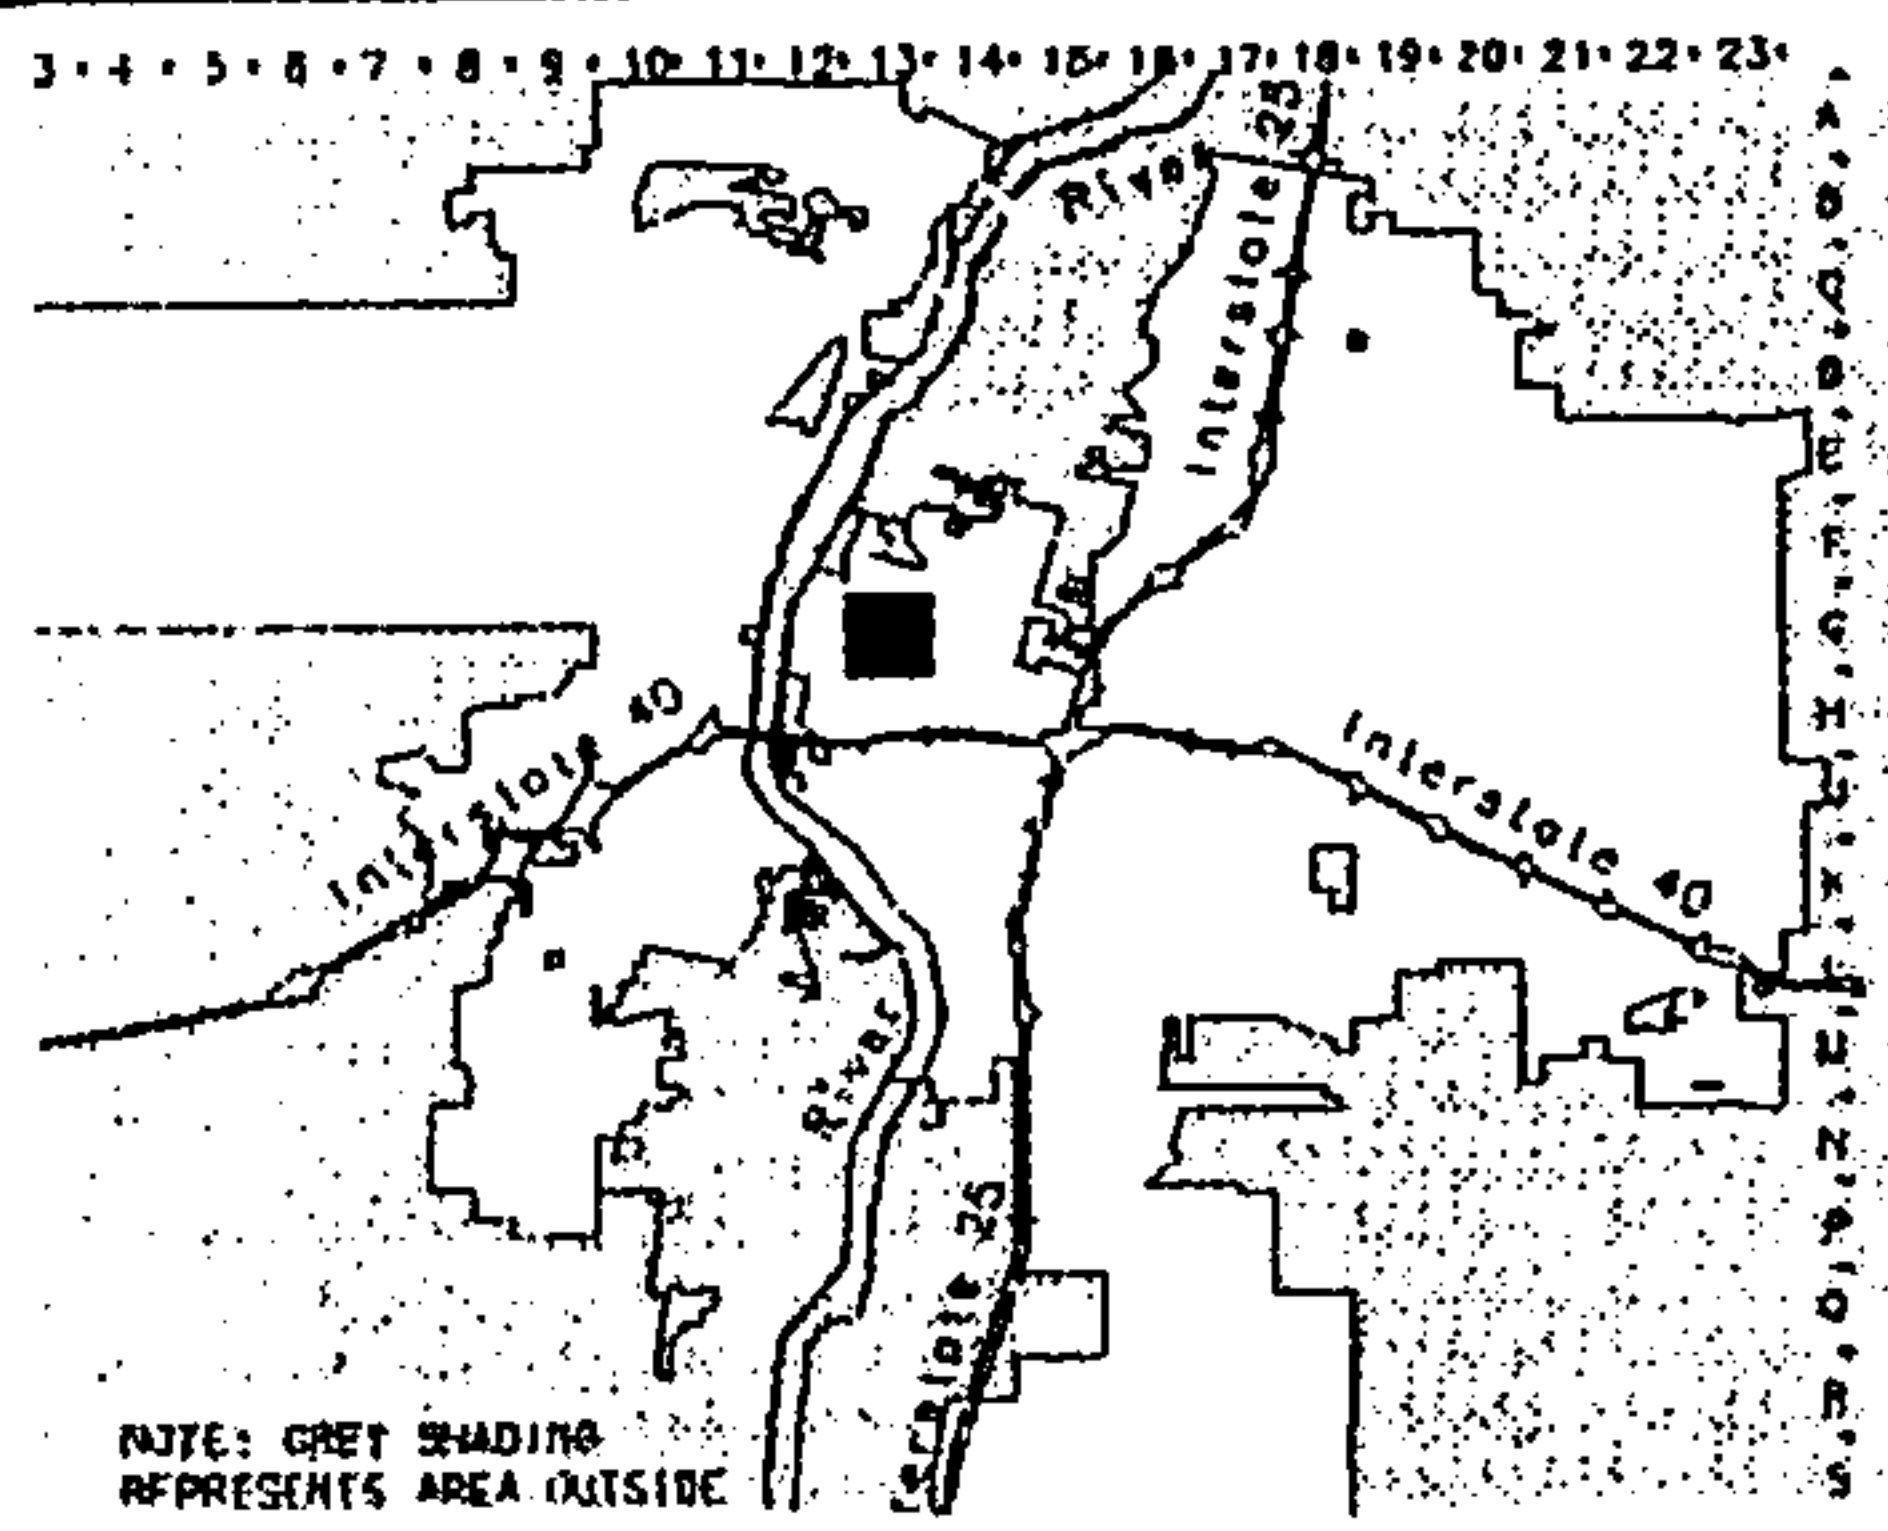 3 • 4 • 5 • 6 • 7 • 8 • 9 • 10 • 11 • 12 • 13 • 14 • 15 • 16 • 17 • 18 • 19 • 20 • 21 • 22 • 23 •
River
Interstate 25
Interstate 40
Interstate 40
River
25
A
B
C
D
E
F
G
H
J
K
L
M
N
P
Q
R
S
NOTE: GREY SHADING
REPRESENTS AREA OUTSIDE